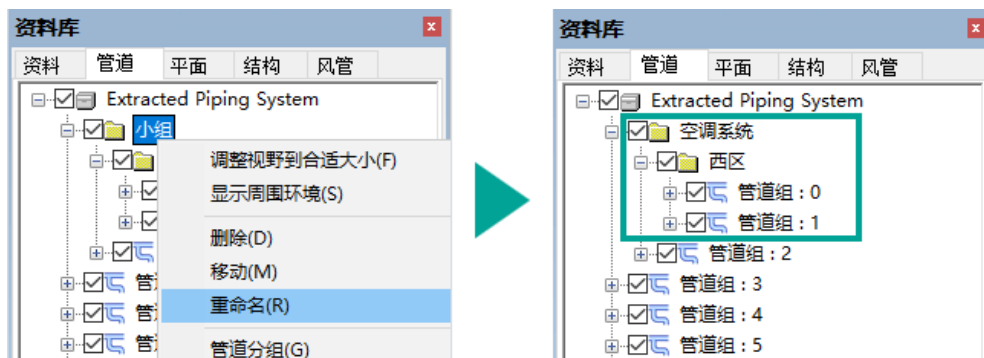 资料库
资料 管道 平面 结构 风管
Extracted Piping System
小组
调整视野到合适大小(F)
显示周围环境(S)
删除(D)
移动(M)
重命名(R)
管道分组(G)
管
管
管
资料库
资料 管道 平面 结构 风管
Extracted Piping System
空调系统
西区
管道组:0
管道组:1
管道组:2
管道组:3
管道组:4
管道组:5